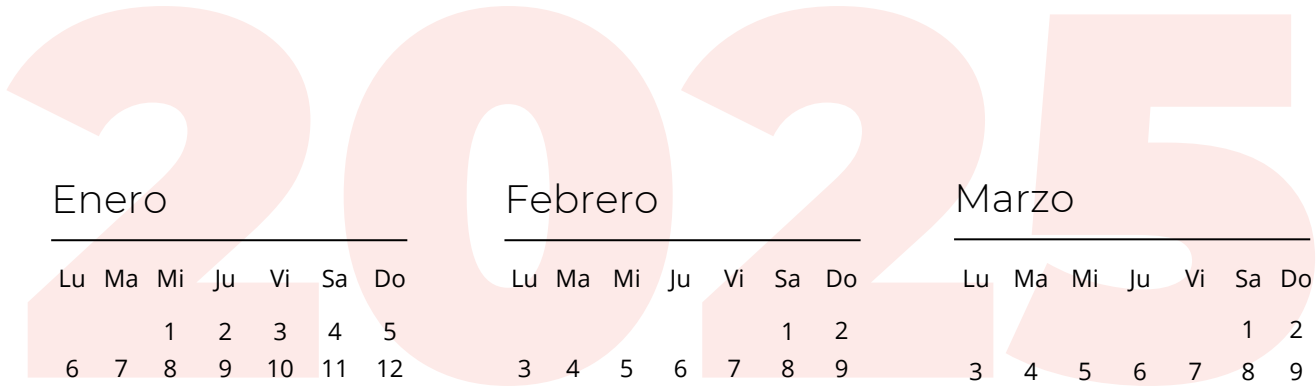 2025
Enero
Lu Ma Mi Ju Vi Sa Do
1 2 3 4 5
6 7 8 9 10 11 12
Febrero
Lu Ma Mi Ju Vi Sa Do
1 2
3 4 5 6 7 8 9
Marzo
Lu Ma Mi Ju Vi Sa Do
1 2
3 4 5 6 7 8 9